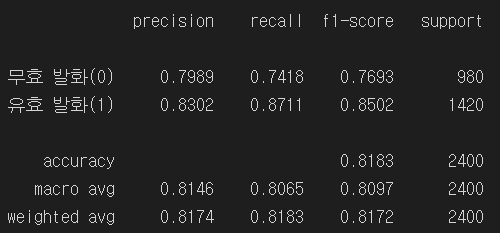 precision recall f1-score support
무효 발화(0) 0.7989 0.7418 0.7693 980
유효 발화(1) 0.8302 0.8711 0.8502 1420
accuracy 0.8183 2400
macro avg 0.8146 0.8065 0.8097 2400
weighted avg 0.8174 0.8183 0.8172 2400